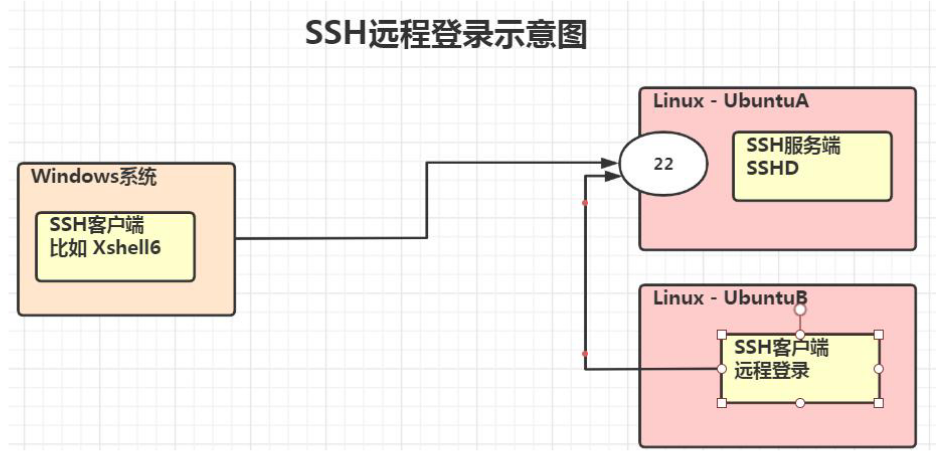 SSH远程登录示意图
Linux - UbuntuA
22
SSH服务端
SSHD
Windows系统
SSH客户端
比如 Xshell6
Linux - UbuntuB
SSH客户端
远程登录